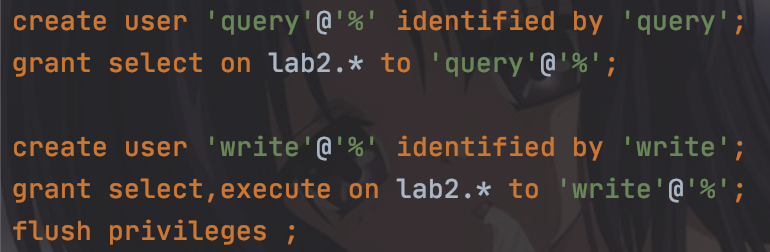 create user 'query'@'%' identified by 'query';
grant select on lab2.* to 'query'@'%';
create user 'write'@'%' identified by 'write';
grant select,execute on lab2.* to 'write'@'%';
flush privileges ;